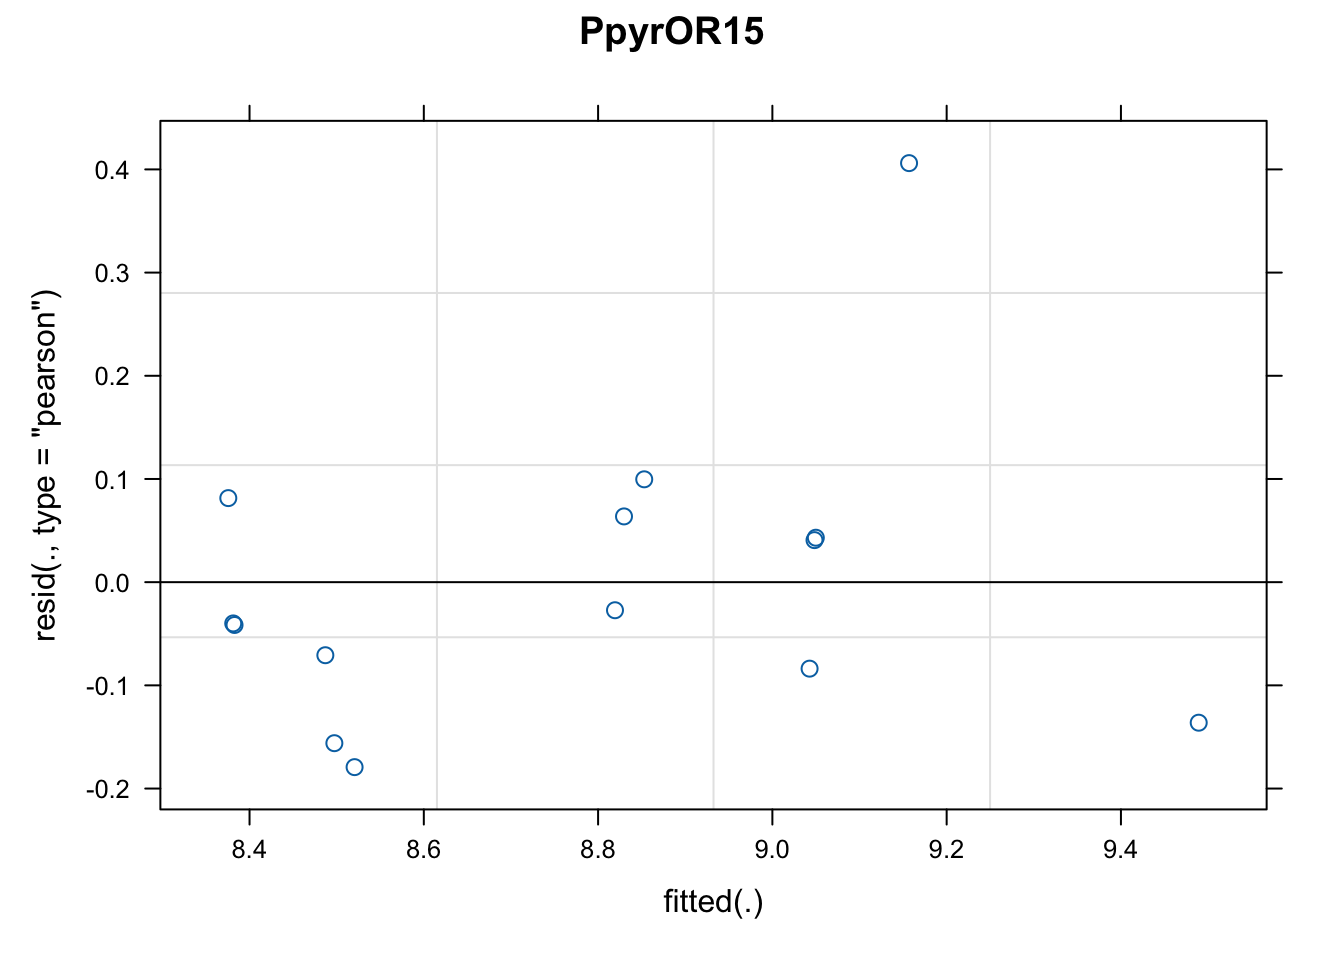 PpyrOR15
0.4
0.3
0.2
0.1
0.0
-0.1
-0.2
resid(., type = "pearson")
8.4 8.6 8.8 9.0 9.2 9.4
fitted(.)